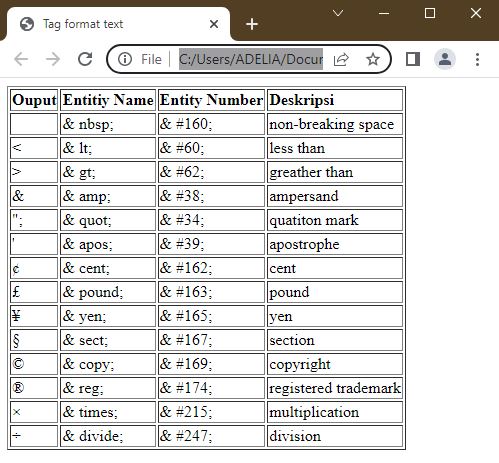 Tag format text
File C:/Users/ADELIA/Docur
Ouput Entitiy Name Entity Number Deskripsi
& nbsp; & #160; non-breaking space
< & lt; & #60; less than
> & gt; & #62; greather than
& & amp; & #38; ampersand
"; & quot; & #34; quatiton mark
' & apos; & #39; apostrophe
¢ & cent; & #162; cent
£ & pound; & #163; pound
¥ & yen; & #165; yen
§ & sect; & #167; section
© & copy; & #169; copyright
® & reg; & #174; registered trademark
× & times; & #215; multiplication
÷ & divide; & #247; division